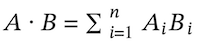 A · B = ∑ⁿᵢ₌₁ AᵢBᵢ